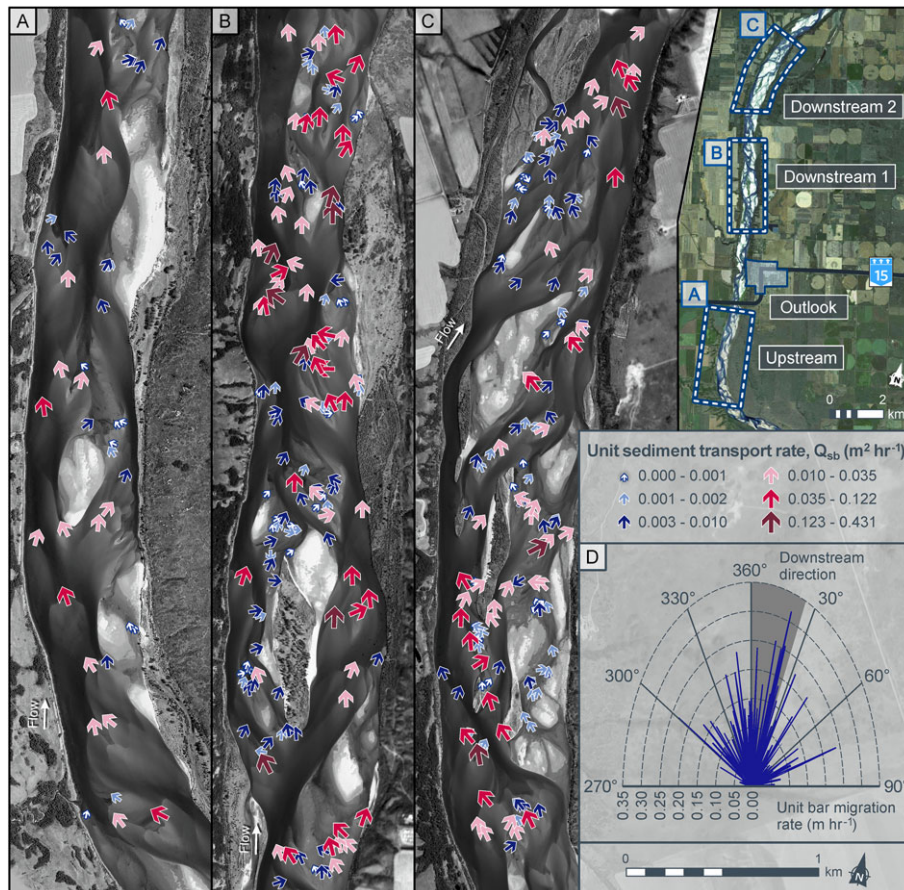 A
B
C
Flow
Flow
Flow
C
Downstream 2
B
Downstream 1
15
A
Outlook
Upstream
N
0 2
km
Unit sediment transport rate, Qsb (m² hr⁻¹)
0.000 - 0.001
0.010 - 0.035
0.001 - 0.002
0.035 - 0.122
0.003 - 0.010
0.123 - 0.431
D
Downstream
direction
360°
330°
30°
300°
60°
270°
90°
0.35
0.30
0.25
0.20
0.15
0.10
0.05
0.00
Unit bar migration
rate (m hr⁻¹)
0 1
km
N